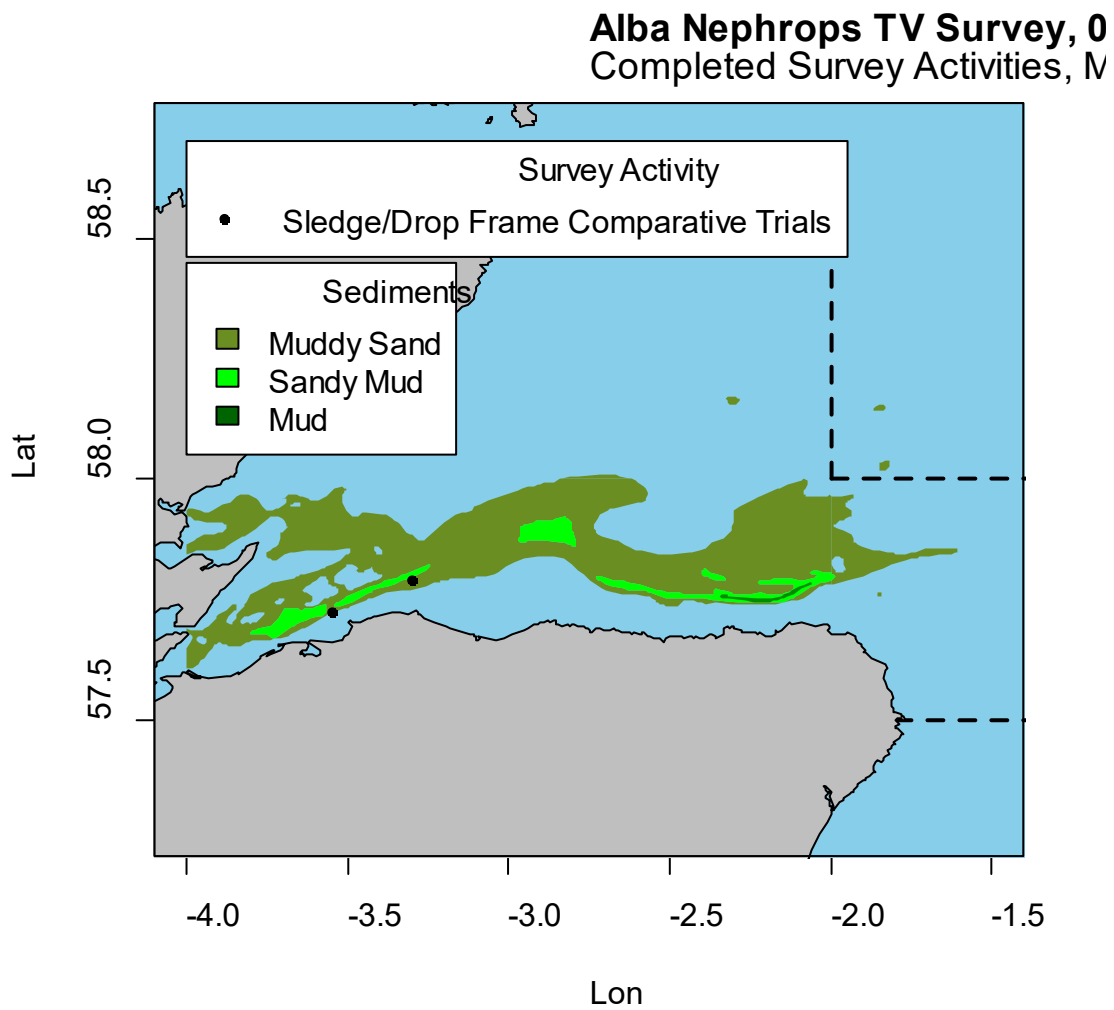 Alba Nephrops TV Survey, 0
Completed Survey Activities, M
Survey Activity
Sledge/Drop Frame Comparative Trials
Sediments
Muddy Sand
Sandy Mud
Mud
Lat
58.5
58.0
57.5
-4.0 -3.5 -3.0 -2.5 -2.0 -1.5
Lon